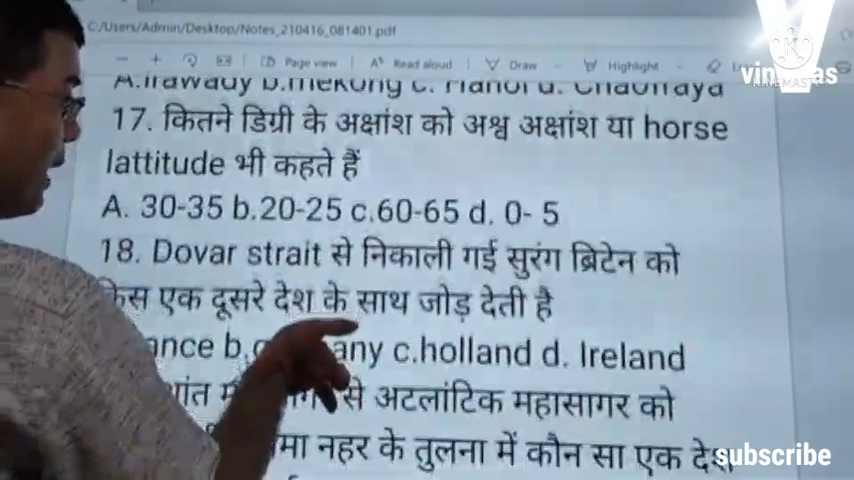 C:/Users/Admin/Desktop/Notes_210416_081401.pdf
Page view Read aloud Draw Highlight
A.Irawady b.mekong c. d. Chaofraya
17. कितने डिग्री के अक्षांश को अश्व अक्षांश या horse
lattitude भी कहते हैं
A. 30-35 b.20-25 c.60-65 d. 0- 5
18. Dovar strait से निकाली गई सुरंग ब्रिटेन को
एक दूसरे देश के साथ जोड़ देती है
c.holland d. Ireland
से अटलांटिक महासागर को
नहर के तुलना में कौन सा एक देश
KINEMASTER
subscribe